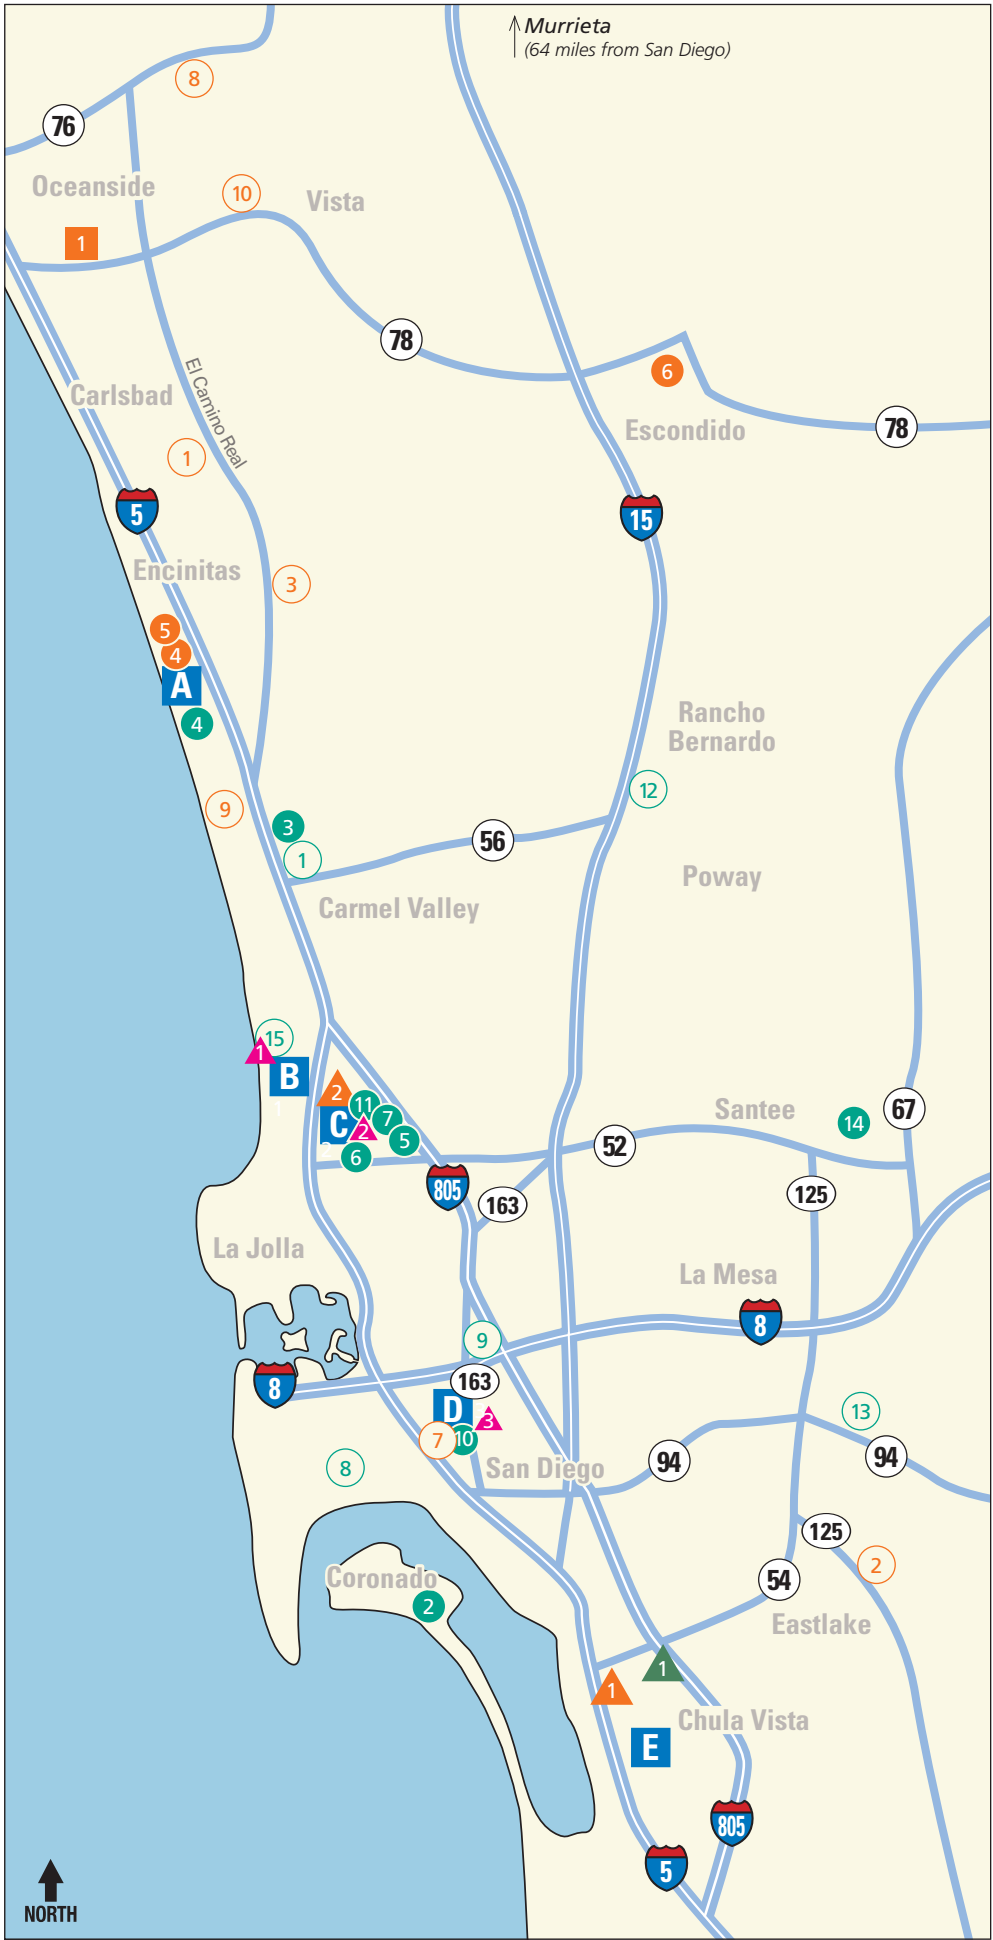 Murrieta
(64 miles from San Diego)
8
76
Oceanside
10
Vista
1
78
El Camino Real
6
Carlsbad
78
Escondido
1
5
15
Encinitas
3
5
4
A
4
Rancho
Bernardo
12
9
3
1
56
Poway
Carmel Valley
15
1
B
1
2
11
C
2
7
5
2
6
Santee
14
67
52
805
163
125
La Jolla
La Mesa
8
9
8
163
D
3
7
10
13
94
94
8
San Diego
125
2
Coronado
2
54
Eastlake
1
1
Chula Vista
E
805
5
NORTH